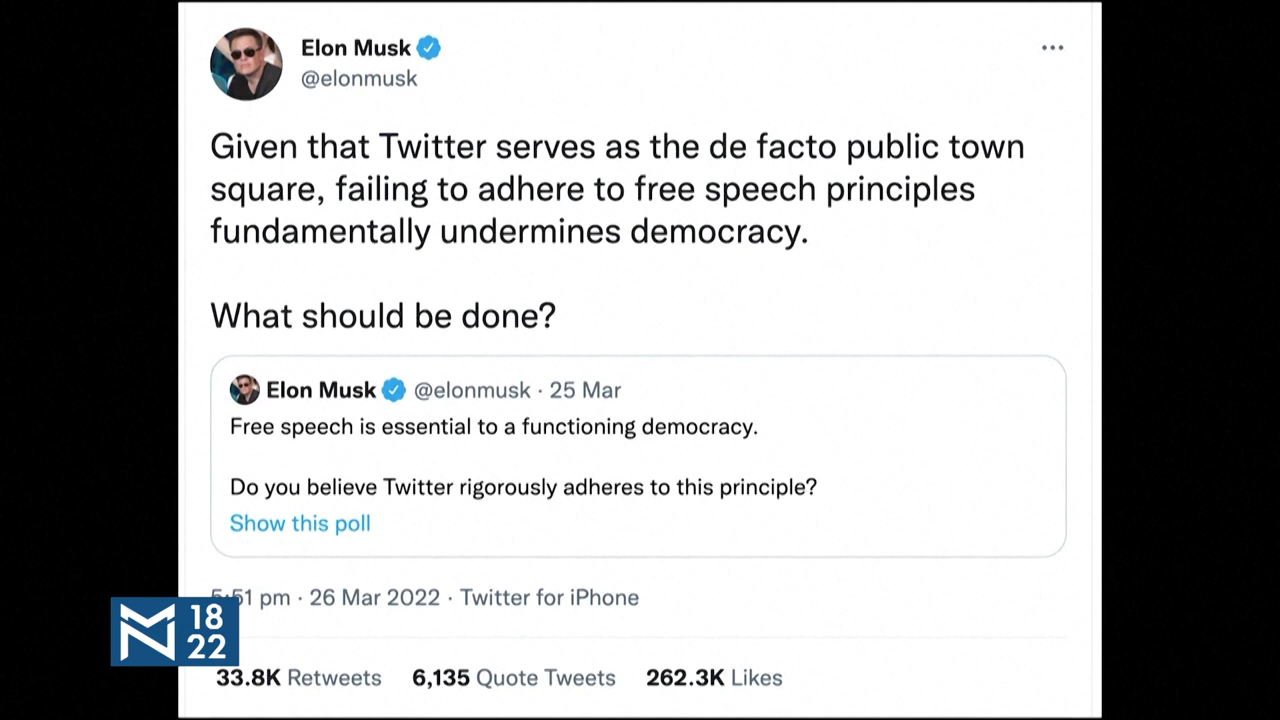 Elon Musk
@elonmusk
Given that Twitter serves as the de facto public town
square, failing to adhere to free speech principles
fundamentally undermines democracy.
What should be done?
Elon Musk @elonmusk · 25 Mar
Free speech is essential to a functioning democracy.
Do you believe Twitter rigorously adheres to this principle?
Show this poll
5:51 pm · 26 Mar 2022 · Twitter for iPhone
18
22
33.8K Retweets 6,135 Quote Tweets 262.3K Likes